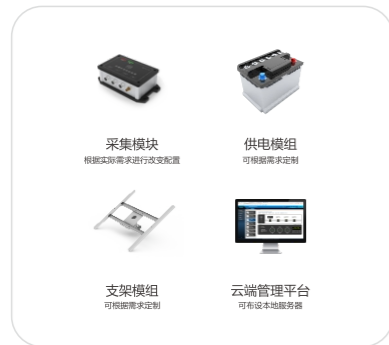 采集模块
根据实际需求进行改变配置
供电模组
可根据需求定制
支架模组
可根据需求定制
云端管理平台
可布设本地服务器